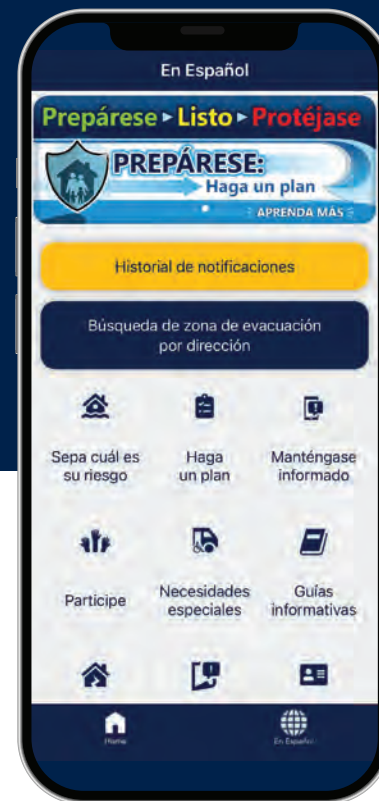 En Español
Prepárese ▸ Listo ▸ Protéjase
PREPÁRESE:
Haga un plan
APRENDA MÁS
Historial de notificaciones
Búsqueda de zona de evacuación
por dirección
Sepa cuál es
su riesgo
Haga
un plan
Manténgase
informado
Participe
Necesidades
especiales
Guías
informativas
Home
En Español